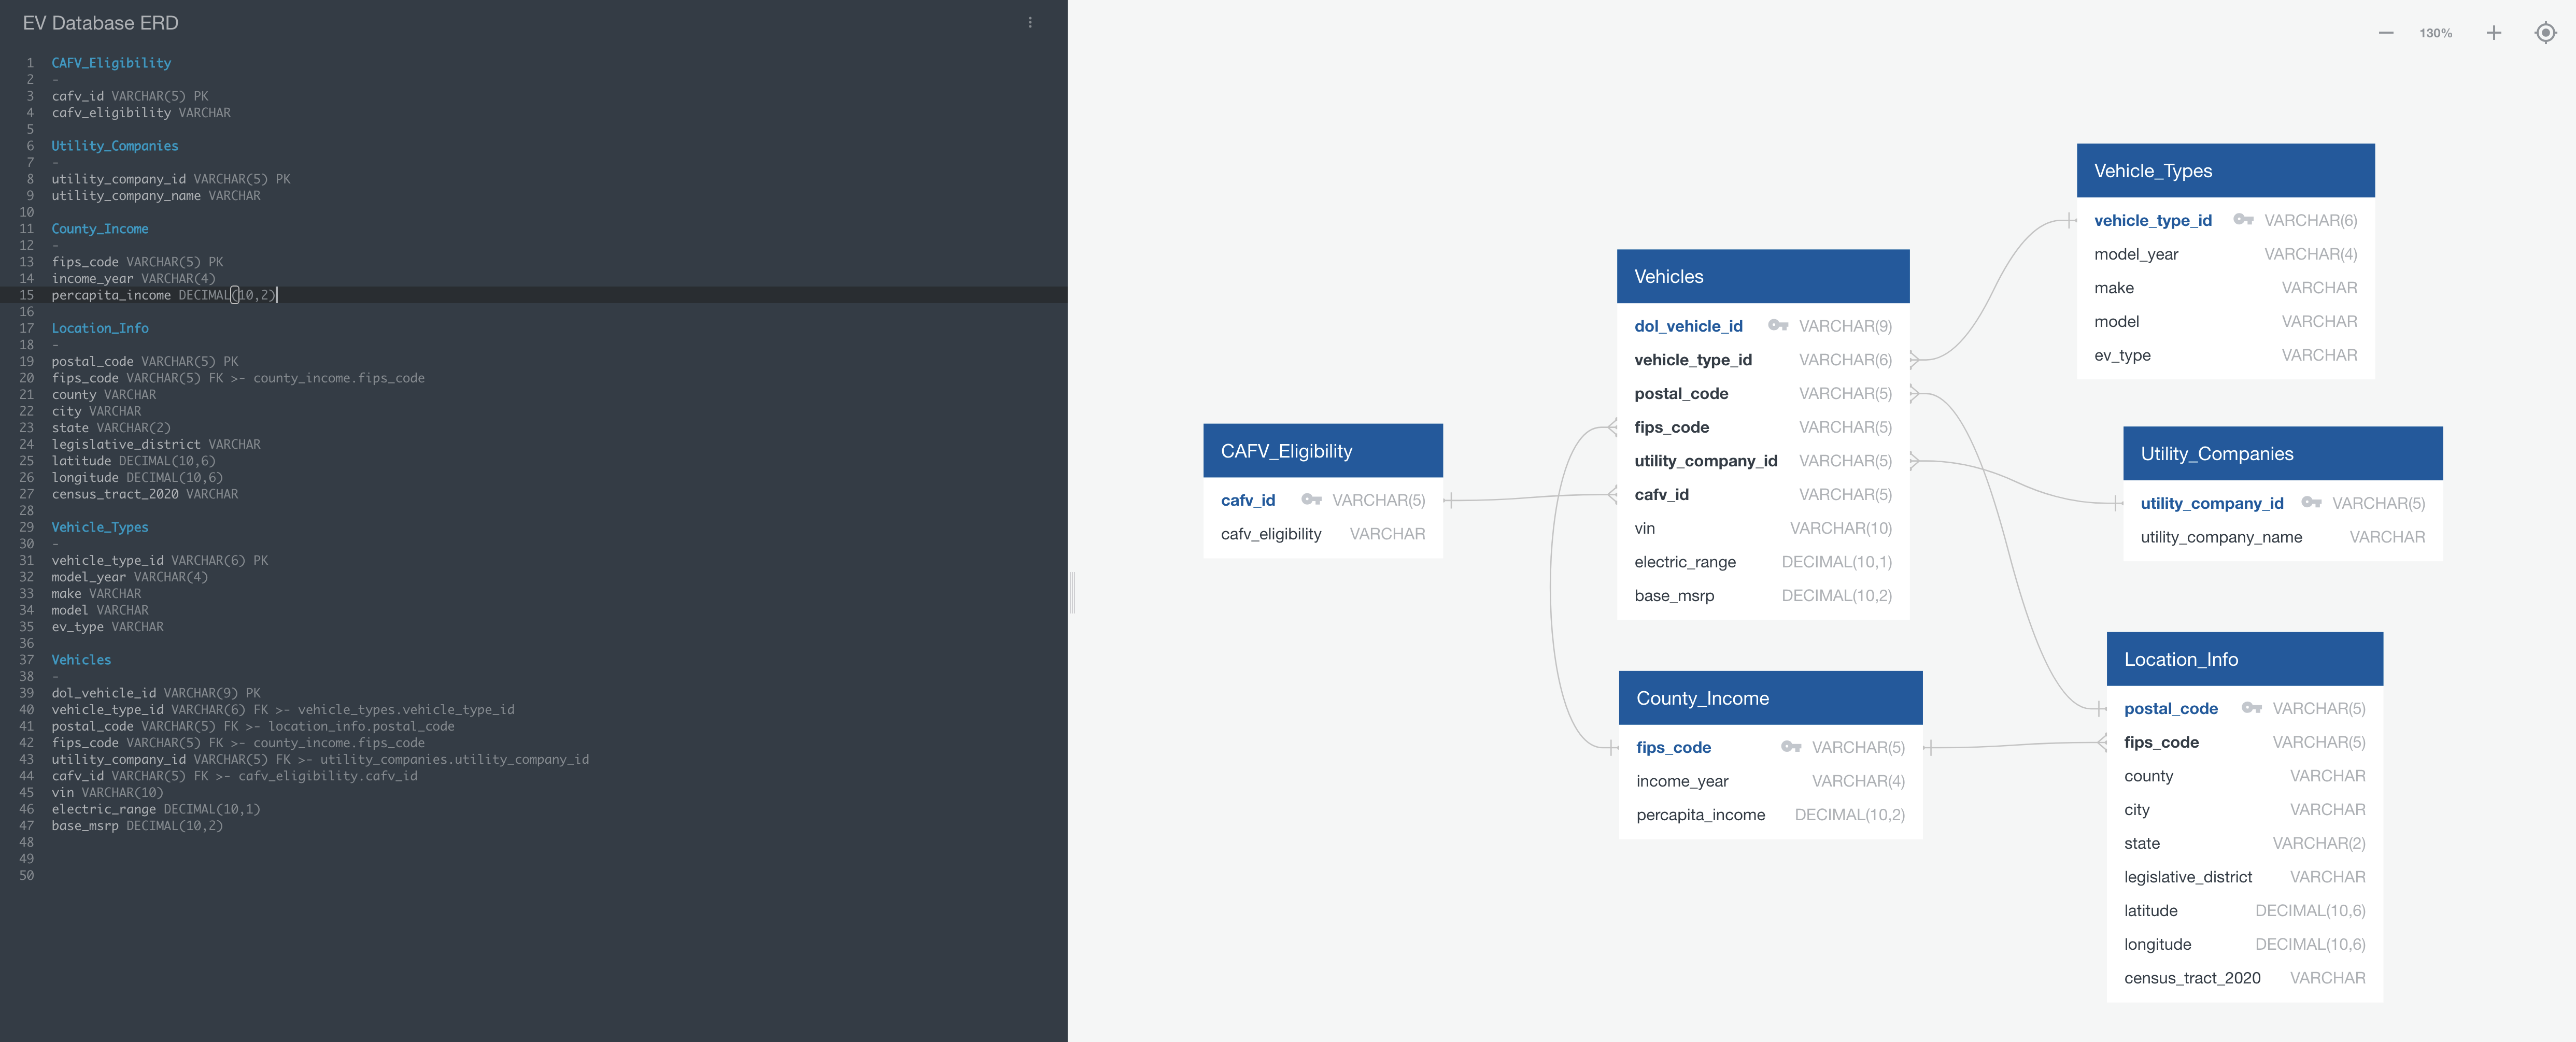 EV Database ERD
1 CAFV_Eligibility
2 -
3 cafv_id VARCHAR(5) PK
4 cafv_eligibility VARCHAR
5
6 Utility_Companies
7 -
8 utility_company_id VARCHAR(5) PK
9 utility_company_name VARCHAR
10
11 County_Income
12 -
13 fips_code VARCHAR(5) PK
14 income_year VARCHAR(4)
15 percapita_income DECIMAL(10,2)
16
17 Location_Info
18 -
19 postal_code VARCHAR(5) PK
20 fips_code VARCHAR(5) FK >- county_income.fips_code
21 county VARCHAR
22 city VARCHAR
23 state VARCHAR(2)
24 legislative_district VARCHAR
25 latitude DECIMAL(10,6)
26 longitude DECIMAL(10,6)
27 census_tract_2020 VARCHAR
28
29 Vehicle_Types
30 -
31 vehicle_type_id VARCHAR(6) PK
32 model_year VARCHAR(4)
33 make VARCHAR
34 model VARCHAR
35 ev_type VARCHAR
36
37 Vehicles
38 -
39 dol_vehicle_id VARCHAR(9) PK
40 vehicle_type_id VARCHAR(6) FK >- vehicle_types.vehicle_type_id
41 postal_code VARCHAR(5) FK >- location_info.postal_code
42 fips_code VARCHAR(5) FK >- county_income.fips_code
43 utility_company_id VARCHAR(5) FK >- utility_companies.utility_company_id
44 cafv_id VARCHAR(5) FK >- cafv_eligibility.cafv_id
45 vin VARCHAR(10)
46 electric_range DECIMAL(10,1)
47 base_msrp DECIMAL(10,2)
48
49
50
130%
CAFV_Eligibility
cafv_id VARCHAR(5)
cafv_eligibility VARCHAR
Vehicles
dol_vehicle_id VARCHAR(9)
vehicle_type_id VARCHAR(6)
postal_code VARCHAR(5)
fips_code VARCHAR(5)
utility_company_id VARCHAR(5)
cafv_id VARCHAR(5)
vin VARCHAR(10)
electric_range DECIMAL(10,1)
base_msrp DECIMAL(10,2)
County_Income
fips_code VARCHAR(5)
income_year VARCHAR(4)
percapita_income DECIMAL(10,2)
Vehicle_Types
vehicle_type_id VARCHAR(6)
model_year VARCHAR(4)
make VARCHAR
model VARCHAR
ev_type VARCHAR
Utility_Companies
utility_company_id VARCHAR(5)
utility_company_name VARCHAR
Location_Info
postal_code VARCHAR(5)
fips_code VARCHAR(5)
county VARCHAR
city VARCHAR
state VARCHAR(2)
legislative_district VARCHAR
latitude DECIMAL(10,6)
longitude DECIMAL(10,6)
census_tract_2020 VARCHAR